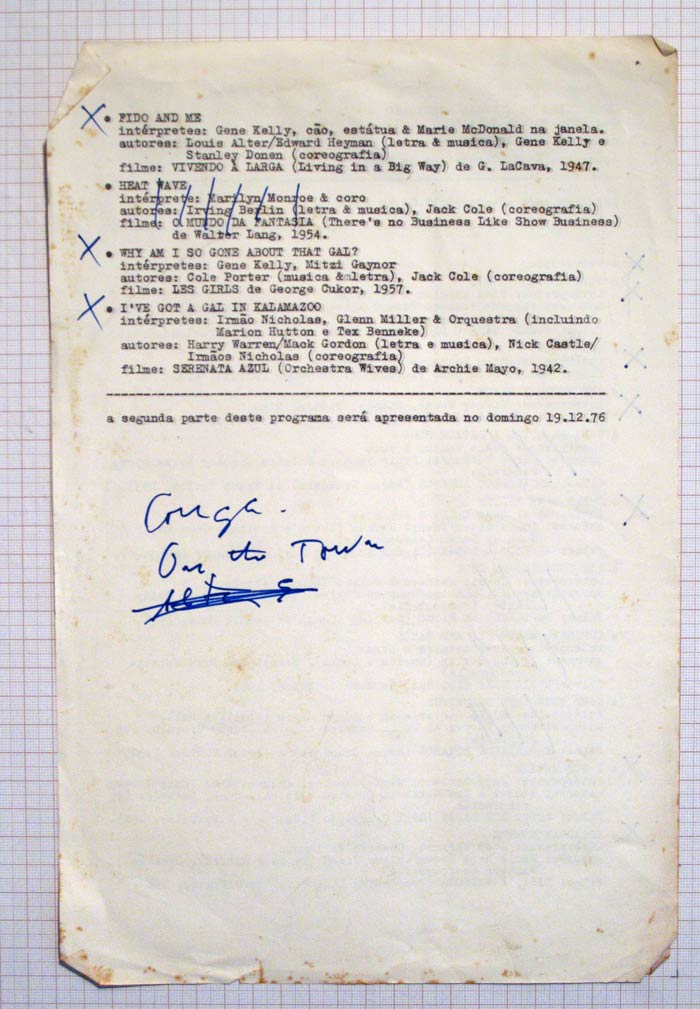 • FIDO AND ME
intérpretes: Gene Kelly, cão, estátua & Marie McDonald na janela.
autores: Louis Alter/Edward Heyman (letra & musica), Gene Kelly e
Stanley Donen (coreografia)
filme: VIVENDO À LARGA (Living in a Big Way) de G. LaCava, 1947.
• HEAT WAVE
intérprete: Marilyn Monroe & coro
autores: Irving Berlin (letra & musica), Jack Cole (coreografia)
filme: O MUNDO DA FANTASIA (There's no Business Like Show Business)
de Walter Lang, 1954.
• WHY AM I SO GONE ABOUT THAT GAL?
intérpretes: Gene Kelly, Mitzi Gaynor
autores: Cole Porter (musica & letra), Jack Cole (coreografia)
filme: LES GIRLS de George Cukor, 1957.
• I'VE GOT A GAL IN KALAMAZOO
intérpretes: Irmão Nicholas, Glenn Miller & Orquestra (incluindo
Marion Hutton e Tex Beneke)
autores: Harry Warren/Mack Gordon (letra e musica), Nick Castle/
Irmãos Nicholas (coreografia)
filme: SERENATA AZUL (Orchestra Wives) de Archie Mayo, 1942.
a segunda parte deste programa será apresentada no domingo 19.12.76
On the Town